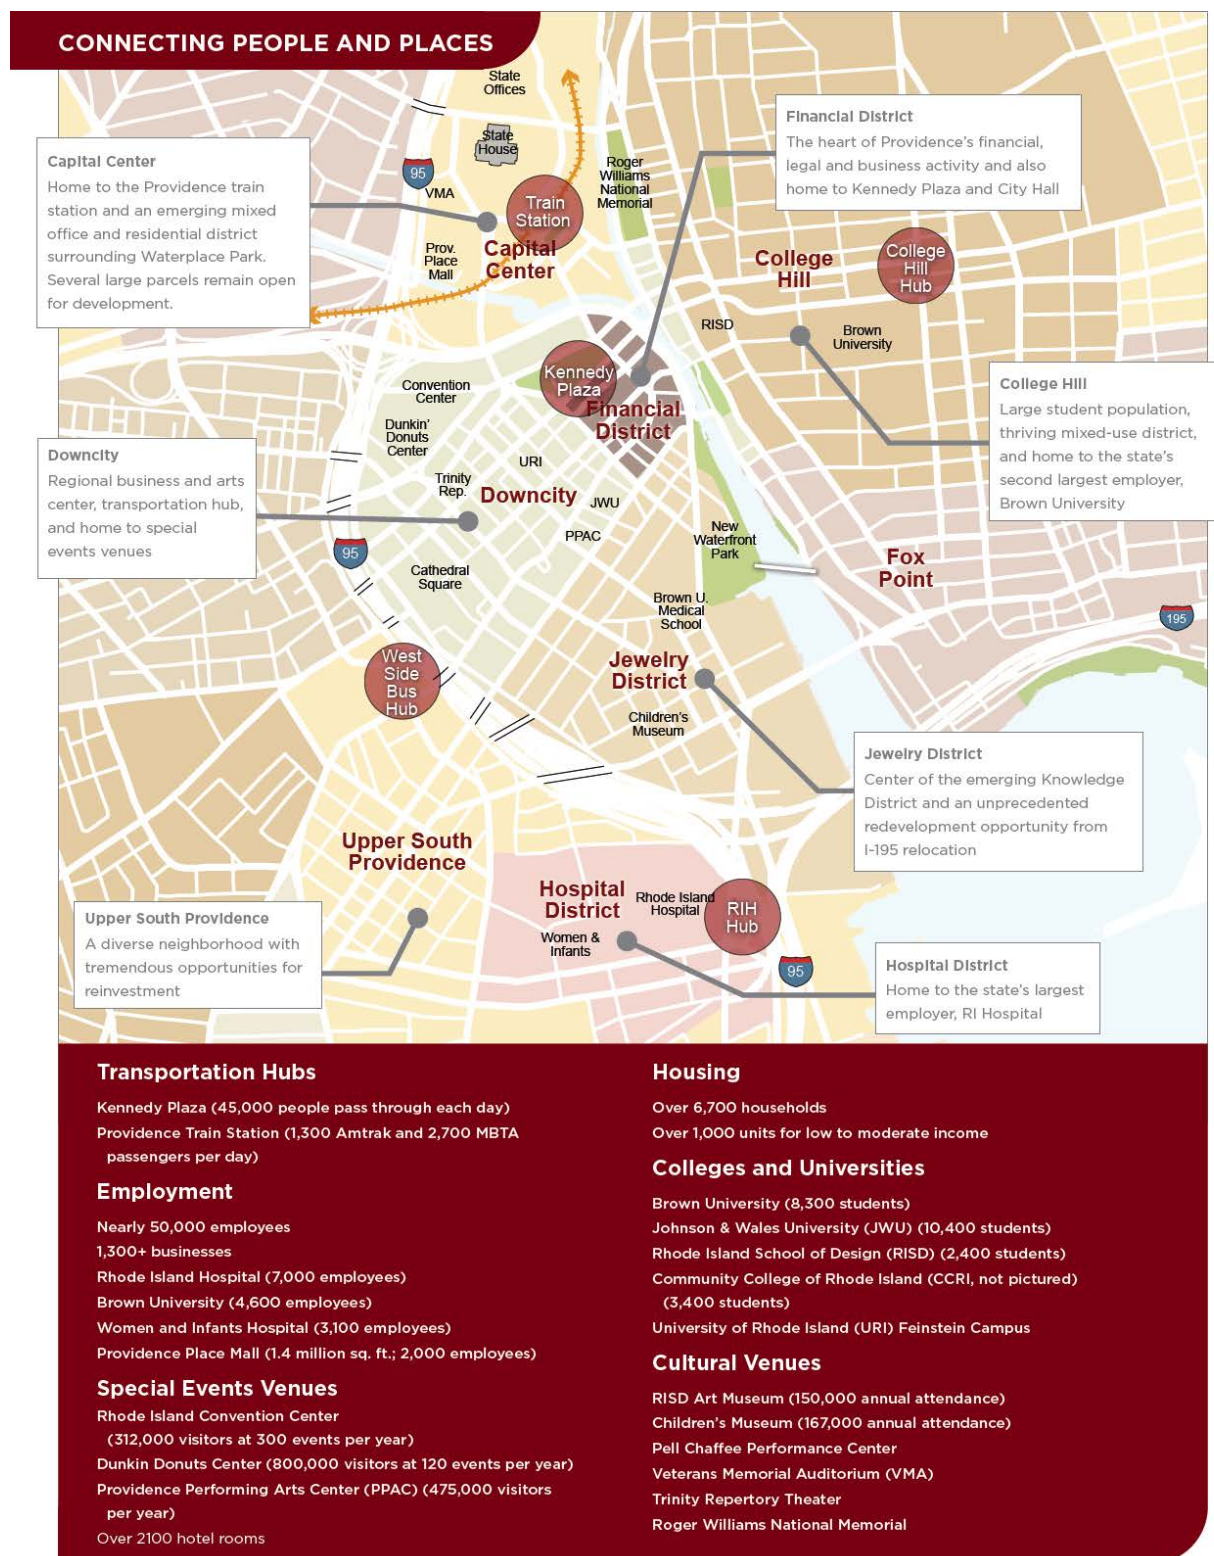 CONNECTING PEOPLE AND PLACES
State
Offices
State
House
95
VMA
Roger
Williams
National
Memorial
Train
Station
Capital
Center
Prov.
Place
Mall
Financial District
The heart of Providence's financial,
legal and business activity and also
home to Kennedy Plaza and City Hall
Capital Center
Home to the Providence train
station and an emerging mixed
office and residential district
surrounding Waterplace Park.
Several large parcels remain open
for development.
College
Hill
College
Hill
Hub
RISD
Brown
University
Kennedy
Plaza
Financial
District
Convention
Center
Dunkin'
Donuts
Center
College Hill
Large student population,
thriving mixed-use district,
and home to the state's
second largest employer,
Brown University
Downcity
Regional business and arts
center, transportation hub,
and home to special
events venues
URI
Trinity
Rep.
Downcity
JWU
PPAC
New
Waterfront
Park
95
Cathedral
Square
Fox
Point
195
Brown U.
Medical
School
West
Side
Bus
Hub
Jewelry
District
Children's
Museum
Jewelry District
Center of the emerging Knowledge
District and an unprecedented
redevelopment opportunity from
I-195 relocation
Upper South
Providence
Hospital
District
Rhode Island
Hospital
RIH
Hub
Women &
Infants
95
Upper South Providence
A diverse neighborhood with
tremendous opportunities for
reinvestment
Hospital District
Home to the state's largest
employer, RI Hospital
Transportation Hubs
Kennedy Plaza (45,000 people pass through each day)
Providence Train Station (1,300 Amtrak and 2,700 MBTA
passengers per day)
Employment
Nearly 50,000 employees
1,300+ businesses
Rhode Island Hospital (7,000 employees)
Brown University (4,600 employees)
Women and Infants Hospital (3,100 employees)
Providence Place Mall (1.4 million sq. ft.; 2,000 employees)
Special Events Venues
Rhode Island Convention Center
(312,000 visitors at 300 events per year)
Dunkin Donuts Center (800,000 visitors at 120 events per year)
Providence Performing Arts Center (PPAC) (475,000 visitors
per year)
Over 2100 hotel rooms
Housing
Over 6,700 households
Over 1,000 units for low to moderate income
Colleges and Universities
Brown University (8,300 students)
Johnson & Wales University (JWU) (10,400 students)
Rhode Island School of Design (RISD) (2,400 students)
Community College of Rhode Island (CCRI, not pictured)
(3,400 students)
University of Rhode Island (URI) Feinstein Campus
Cultural Venues
RISD Art Museum (150,000 annual attendance)
Children's Museum (167,000 annual attendance)
Pell Chaffee Performance Center
Veterans Memorial Auditorium (VMA)
Trinity Repertory Theater
Roger Williams National Memorial